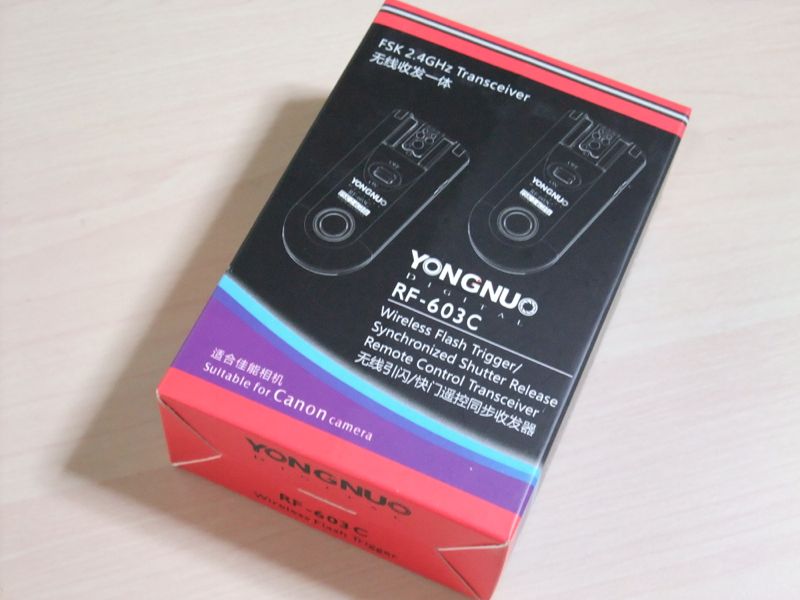 FSK 2.4GHz Transceiver
无线收发一体
YONGNUO
YONGNUO
YONGNUO
DIGITAL
RF-603C
Wireless Flash Trigger/
Synchronized Shutter Release
Remote Control Transceiver
无线引闪/快门遥控同步收发器
适合佳能相机
Suitable for Canon camera
YONGNUO
DIGITAL
RF-603C
Wireless Flash Trigger